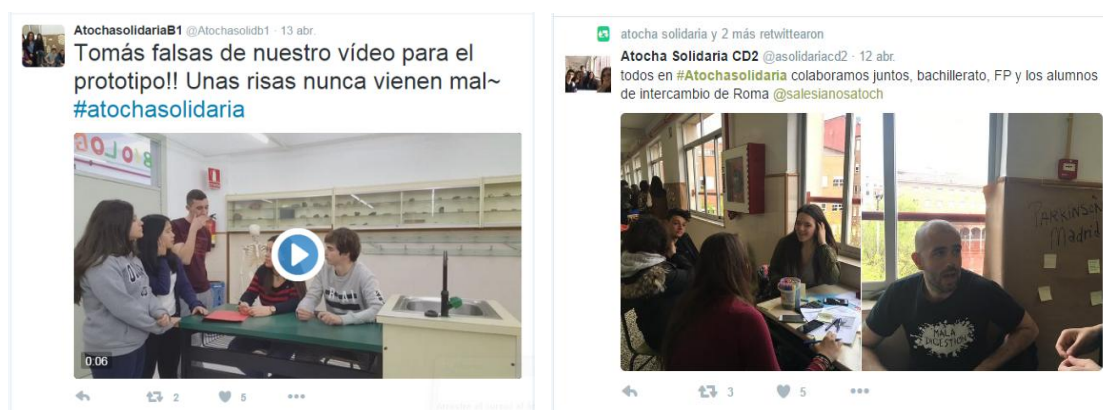 AtochasolidariaB1 @Atochasolidb1 · 13 abr.
Tomás falsas de nuestro vídeo para el
prototipo!! Unas risas nunca vienen mal~
#atochasolidaria
0:06
2
5
atocha solidaria y 2 más retwittearon
Atocha Solidaria CD2 @asolidariacd2 · 12 abr.
todos en #Atochasolidaria colaboramos juntos, bachillerato, FP y los alumnos
de intercambio de Roma @salesianosatoch
PARKINSON
Madrid
MALA
DIGESTIÓN
3
5